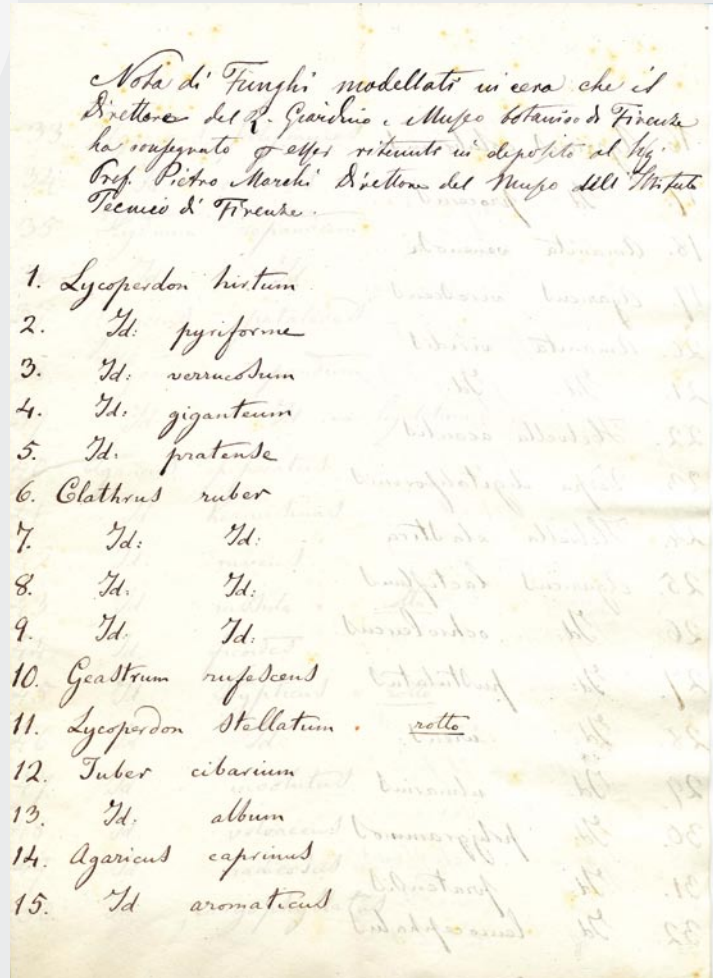 Nota di Funghi modellati in cera che il
Direttore del R. Giardino e Museo botanico di Firenze
ha consegnato p esser ritenuti in deposito al Sig.
Prof. Pietro Marchi Direttore del Museo dell'Istituto
Tecnico di Firenze.
1. Lycoperdon hirtum
2. Id: pyriforme
3. Id: verrucosum
4. Id: giganteum
5. Id: pratense
6. Clathrus ruber
7. Id: Id:
8. Id: Id:
9. Id: Id:
10. Geastrum rufescens
11. Lycoperdon stellatum. rotto
12. Tuber cibarium
13. Id: album
14. Agaricus caprinus
15. Id aromaticus